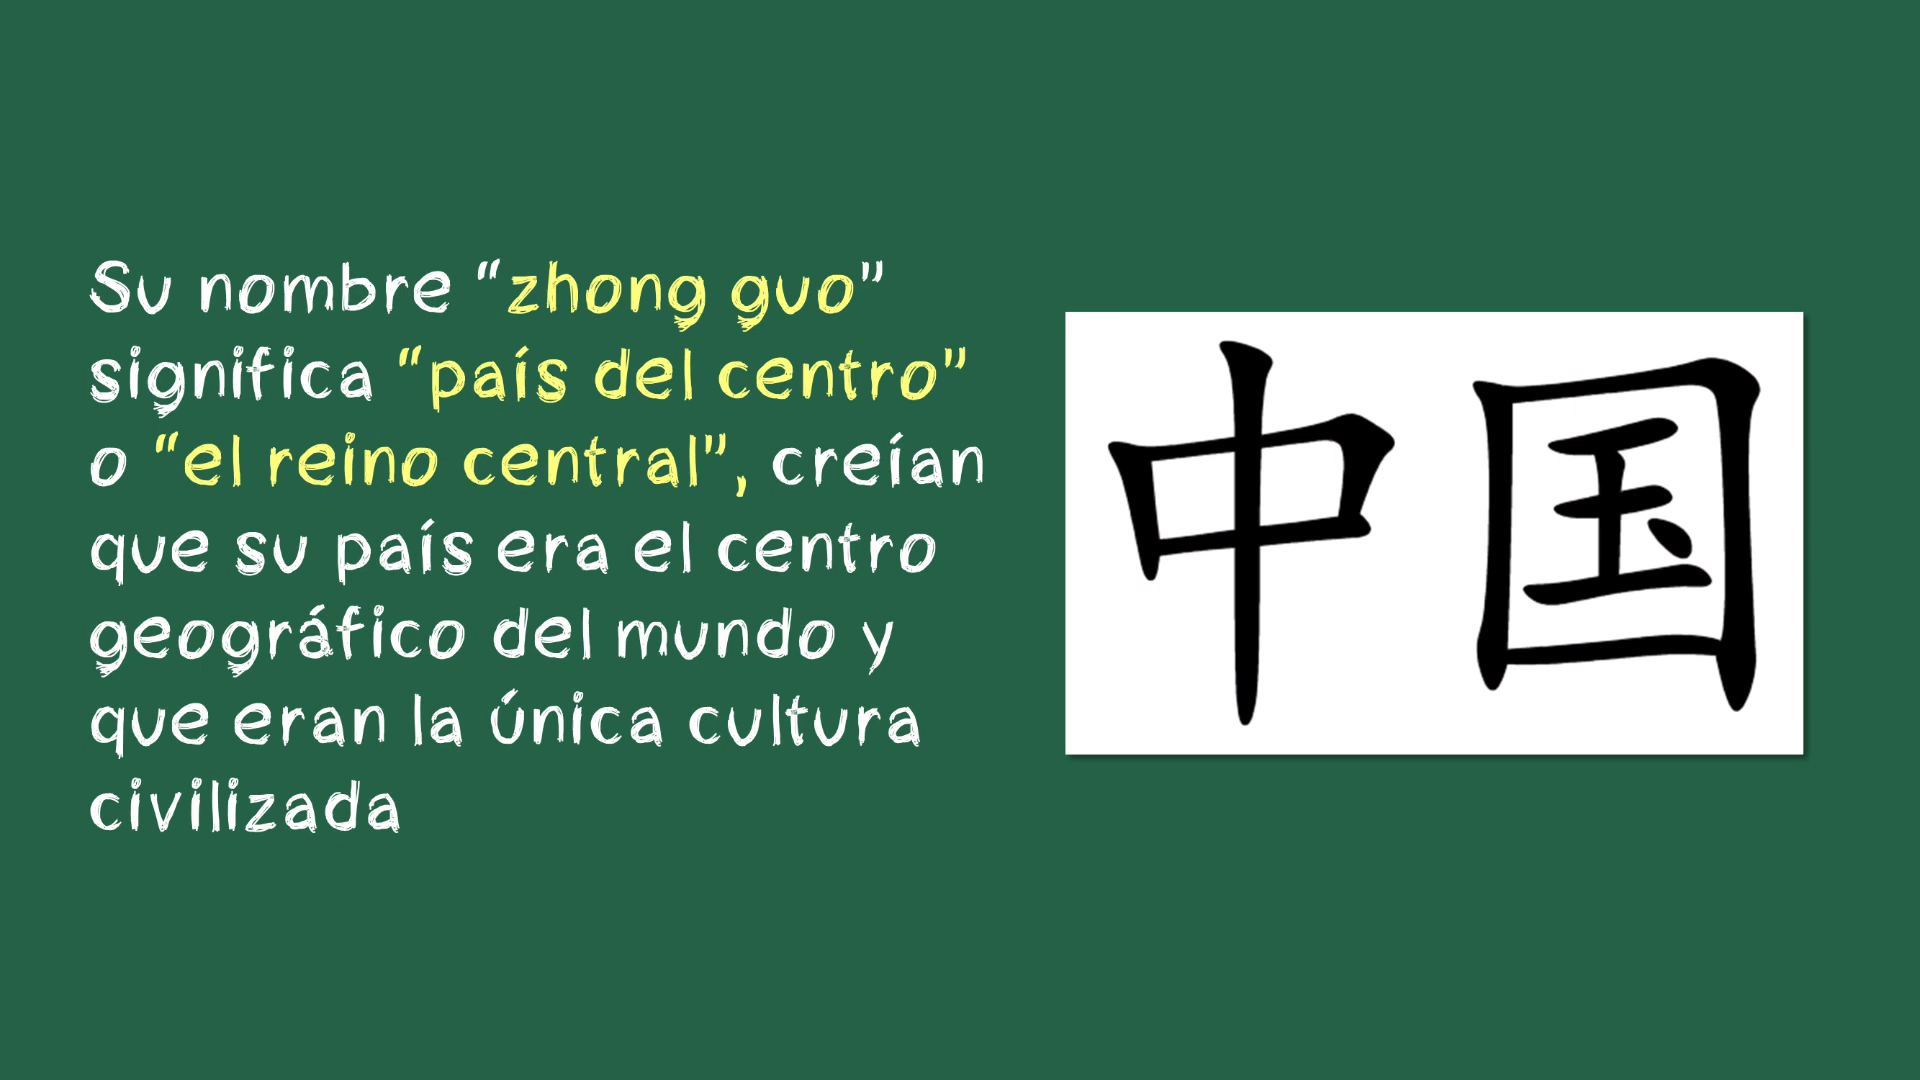 Su nombre “zhong guo”
significa “país del centro”
o “el reino central”, creían
que su país era el centro
geográfico del mundo y
que eran la única cultura
civilizada
中国